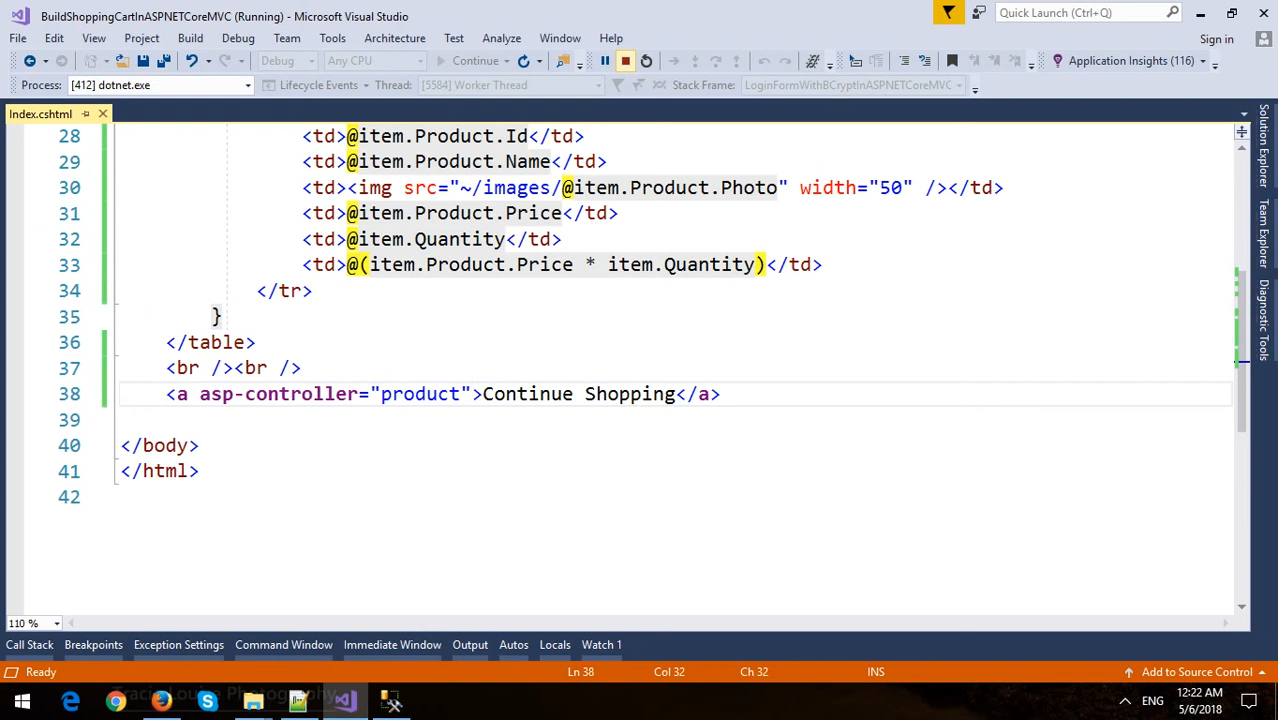 BuildShoppingCartInASPNETCoreMVC (Running) - Microsoft Visual Studio
Quick Launch (Ctrl+Q)
File Edit View Project Build Debug Team Tools Architecture Test Analyze Window Help
Sign in
Debug Any CPU Continue Application Insights (116)
Process: [412] dotnet.exe Lifecycle Events Thread: [5584] Worker Thread Stack Frame: LoginFormWithBCryptInASPNETCoreMVC
Index.cshtml
28 <td>@item.Product.Id</td>
29 <td>@item.Product.Name</td>
30 <td><img src="~/images/@item.Product.Photo" width="50" /></td>
31 <td>@item.Product.Price</td>
32 <td>@item.Quantity</td>
33 <td>@(item.Product.Price * item.Quantity)</td>
34 </tr>
35 }
36 </table>
37 <br /><br />
38 <a asp-controller="product">Continue Shopping</a>
39
40 </body>
41 </html>
42
Solution Explorer
Team Explorer
Diagnostic Tools
110 %
Call Stack Breakpoints Exception Settings Command Window Immediate Window Output Autos Locals Watch 1
Ready Ln 38 Col 32 Ch 32 INS Add to Source Control
ENG
12:22 AM
5/6/2018